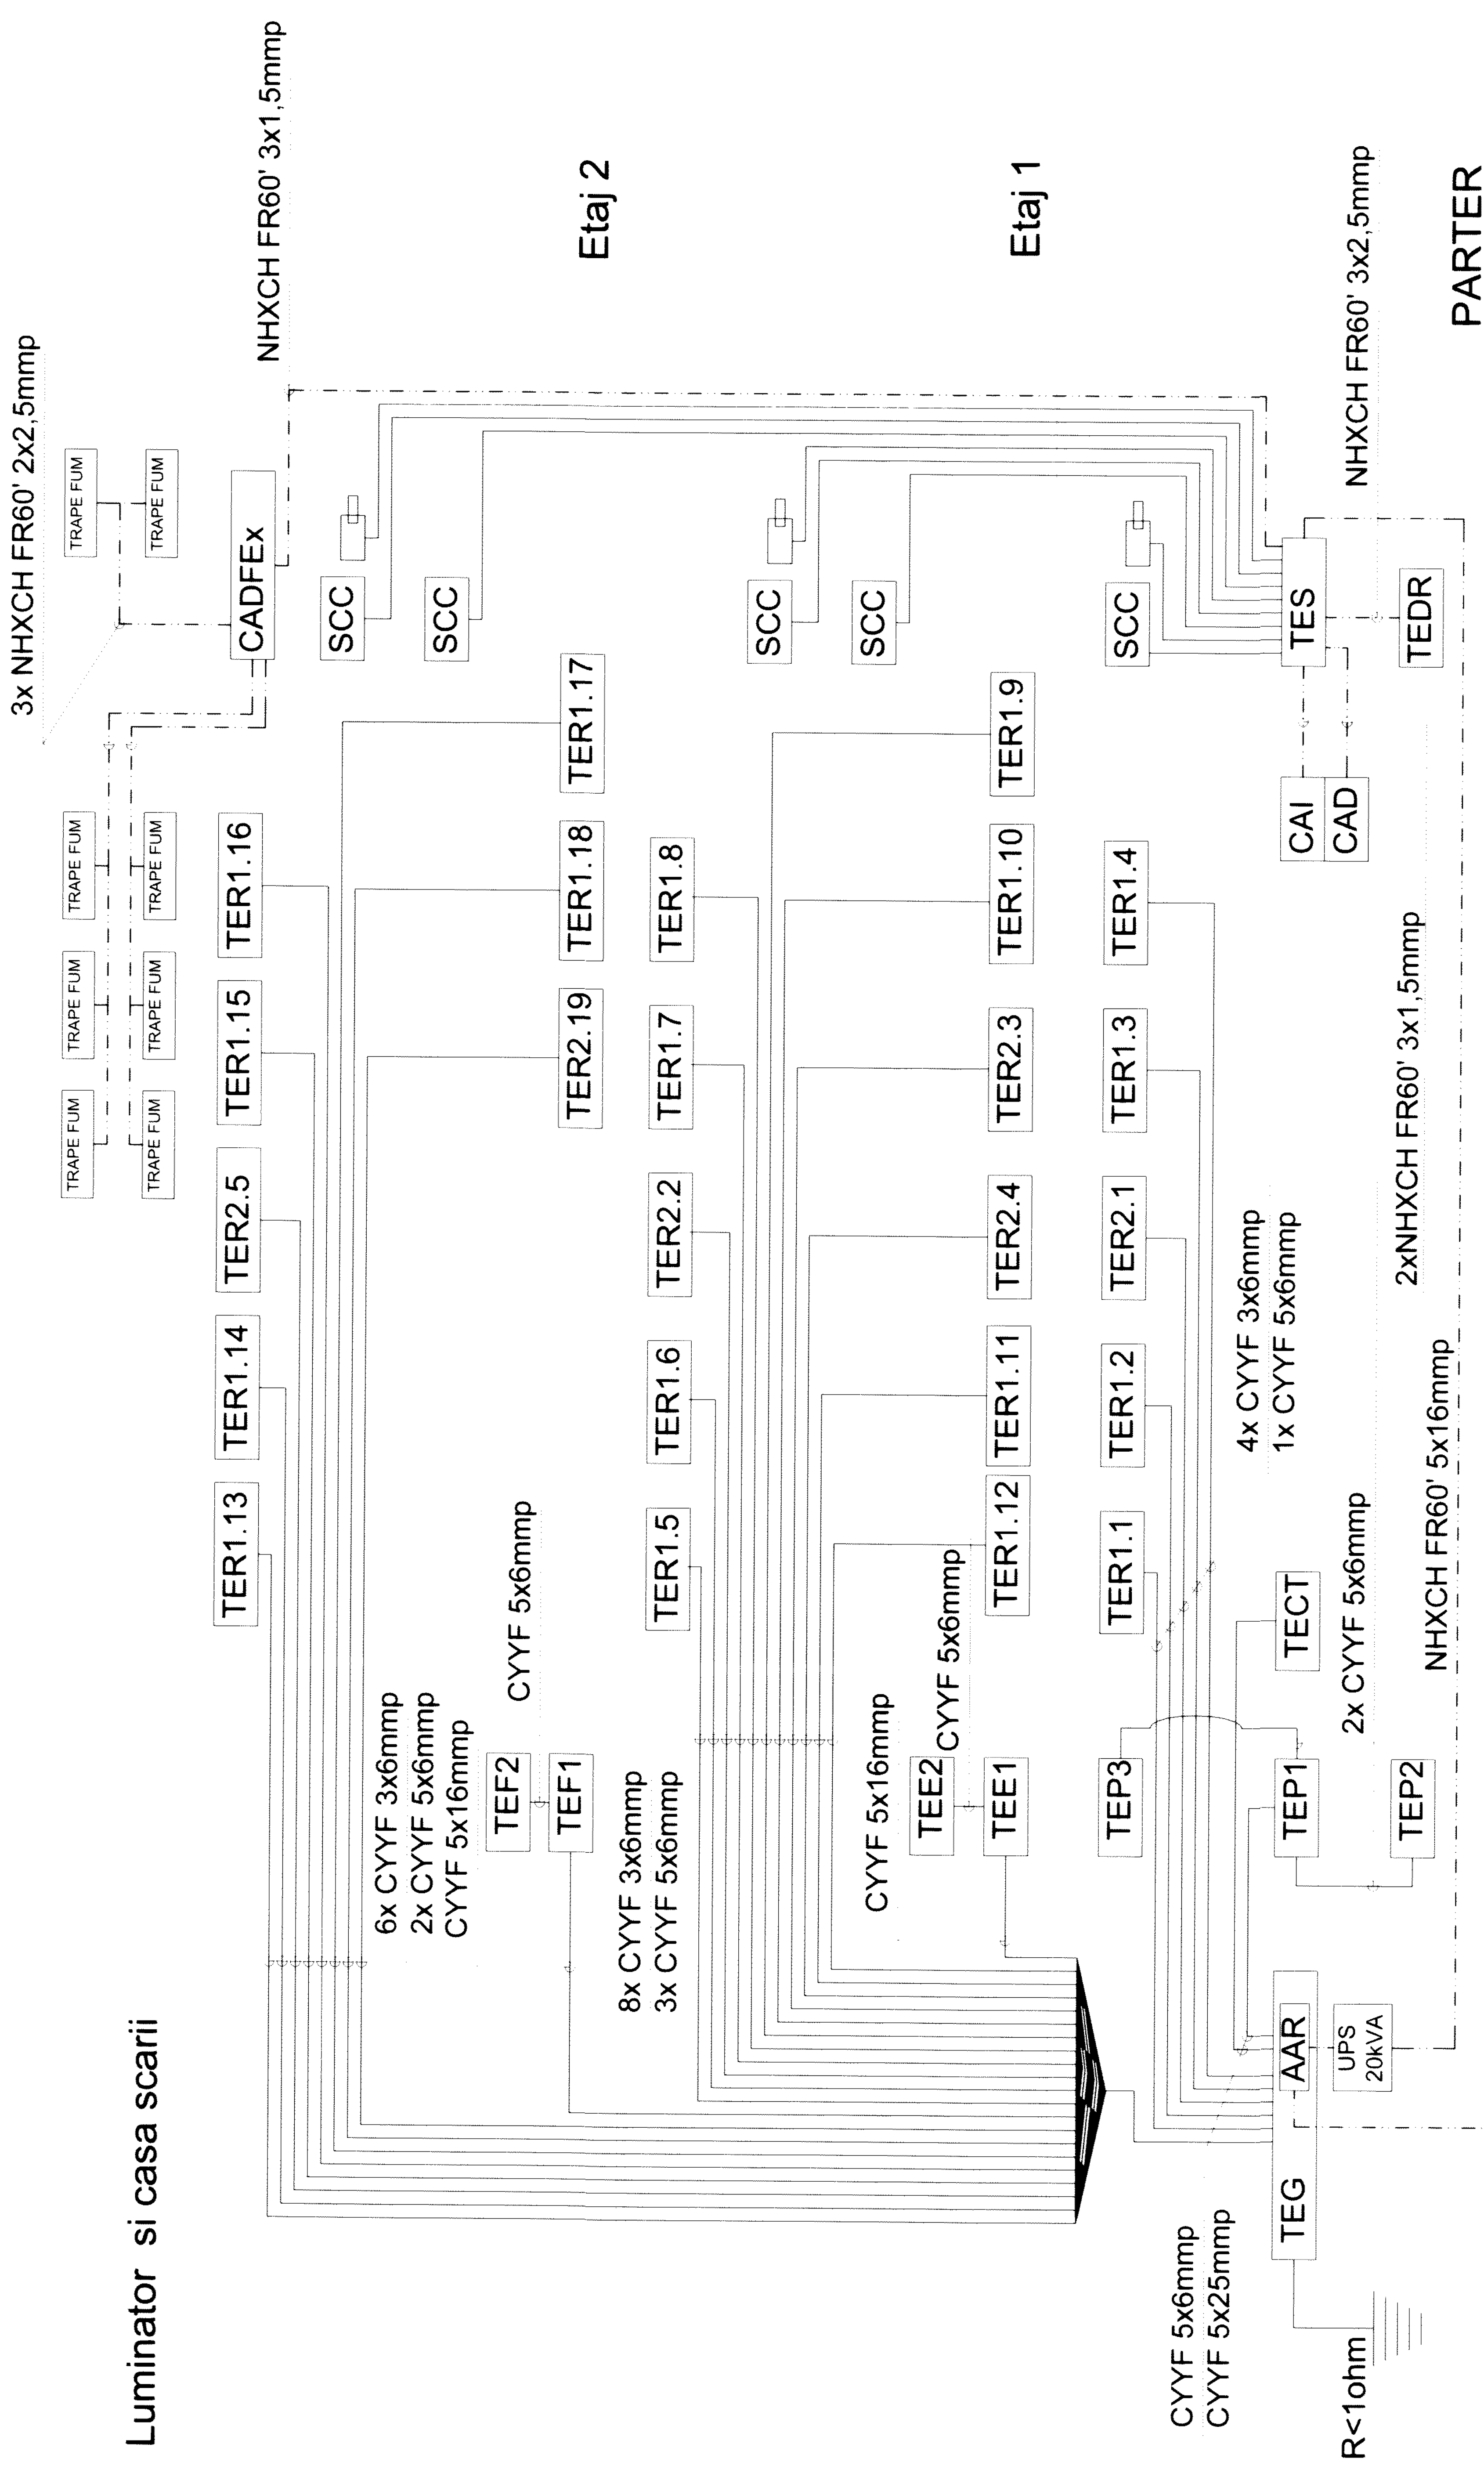 Luminator si casa scarii
3x NHXCH FR60' 2x2,5mmp
TRAPE FUM
TRAPE FUM
TRAPE FUM
TRAPE FUM
TRAPE FUM
TRAPE FUM
TRAPE FUM
TRAPE FUM
CADFEx
NHXCH FR60' 3x1,5mmp
TER1.13
TER1.14
TER2.5
TER1.15
TER1.16
SCC
SCC
6x CYYF 3x6mmp
2x CYYF 5x6mmp
CYYF 5x16mmp
CYYF 5x6mmp
TEF2
TEF1
TER2.19
TER1.18
TER1.17
Etaj 2
8x CYYF 3x6mmp
3x CYYF 5x6mmp
TER1.5
TER1.6
TER2.2
TER1.7
TER1.8
SCC
SCC
CYYF 5x16mmp
CYYF 5x6mmp
TEE2
TEE1
TER1.12
TER1.11
TER2.4
TER2.3
TER1.10
TER1.9
Etaj 1
TEP3
TER1.1
TER1.2
TER2.1
TER1.3
TER1.4
SCC
CYYF 5x6mmp
CYYF 5x25mmp
4x CYYF 3x6mmp
1x CYYF 5x6mmp
TEG
AAR
TEP1
TECT
CAI
CAD
TES
R<1ohm
UPS
20kVA
2x CYYF 5x6mmp
NHXCH FR60' 3x2,5mmp
TEP2
2xNHXCH FR60' 3x1,5mmp
TEDR
NHXCH FR60' 5x16mmp
PARTER